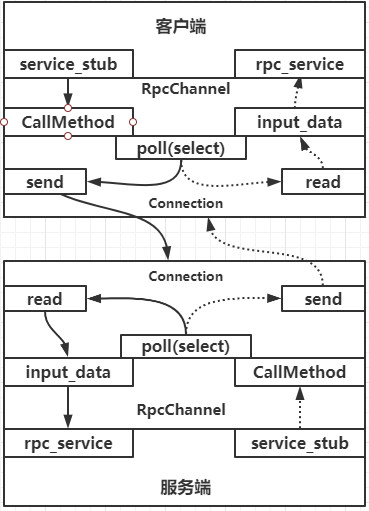 客户端
service_stub
rpc_service
RpcChannel
CallMethod
input_data
poll(select)
send
read
Connection
Connection
read
send
poll(select)
input_data
CallMethod
RpcChannel
rpc_service
service_stub
服务端